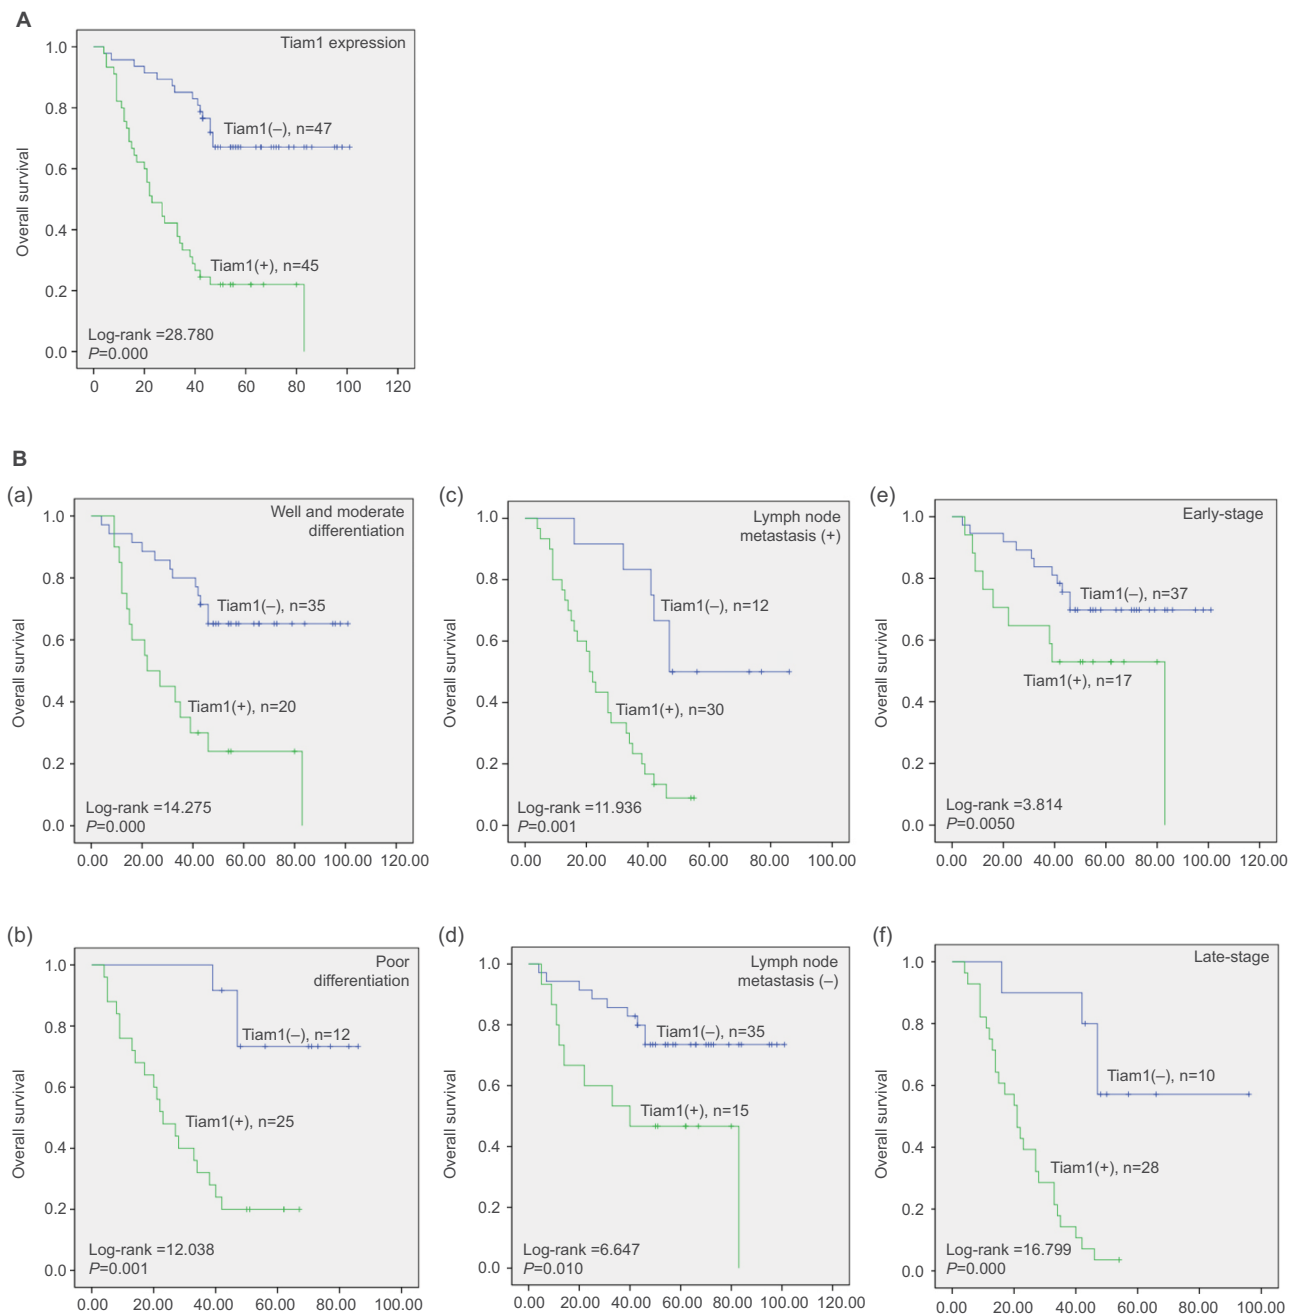 A
Tiam1 expression
1.0
0.8
0.6
0.4
0.2
0.0
Overall survival
Tiam1(–), n=47
Tiam1(+), n=45
Log-rank =28.780
P=0.000
0 20 40 60 80 100 120
B
(a)
Well and moderate
differentiation
1.0
0.8
0.6
0.4
0.2
0.0
Overall survival
Tiam1(–), n=35
Tiam1(+), n=20
Log-rank =14.275
P=0.000
0.00 20.00 40.00 60.00 80.00 100.00 120.00
(c)
Lymph node
metastasis (+)
1.0
0.8
0.6
0.4
0.2
0.0
Overall survival
Tiam1(–), n=12
Tiam1(+), n=30
Log-rank =11.936
P=0.001
0.00 20.00 40.00 60.00 80.00 100.00
(e)
Early-stage
1.0
0.8
0.6
0.4
0.2
0.0
Overall survival
Tiam1(–), n=37
Tiam1(+), n=17
Log-rank =3.814
P=0.0050
0.00 20.00 40.00 60.00 80.00 100.00 120.00
(b)
Poor
differentiation
1.0
0.8
0.6
0.4
0.2
0.0
Overall survival
Tiam1(–), n=12
Tiam1(+), n=25
Log-rank =12.038
P=0.001
0.00 20.00 40.00 60.00 80.00 100.00
(d)
Lymph node
metastasis (–)
1.0
0.8
0.6
0.4
0.2
0.0
Overall survival
Tiam1(–), n=35
Tiam1(+), n=15
Log-rank =6.647
P=0.010
0.00 20.00 40.00 60.00 80.00 100.00 120.00
(f)
Late-stage
1.0
0.8
0.6
0.4
0.2
0.0
Overall survival
Tiam1(–), n=10
Tiam1(+), n=28
Log-rank =16.799
P=0.000
0.00 20.00 40.00 60.00 80.00 100.00